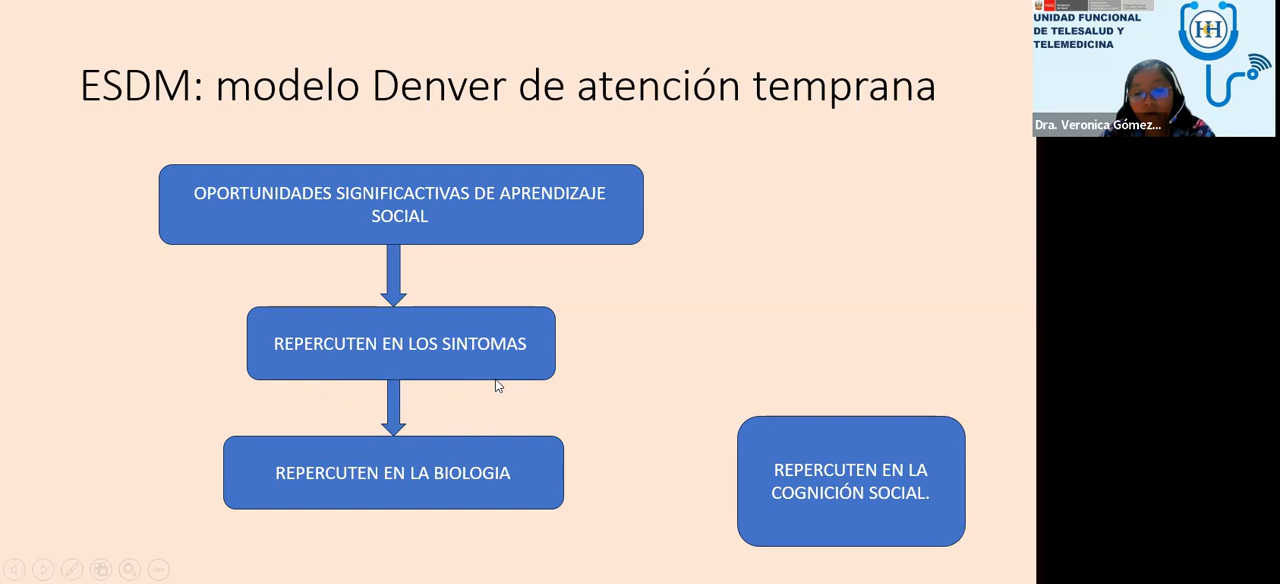 ESDM: modelo Denver de atención temprana
OPORTUNIDADES SIGNIFICACTIVAS DE APRENDIZAJE
SOCIAL
REPERCUTEN EN LOS SINTOMAS
REPERCUTEN EN LA BIOLOGIA
REPERCUTEN EN LA
COGNICIÓN SOCIAL.
UNIDAD FUNCIONAL
DE TELESALUD Y
TELEMEDICINA
Dra. Veronica Gómez...